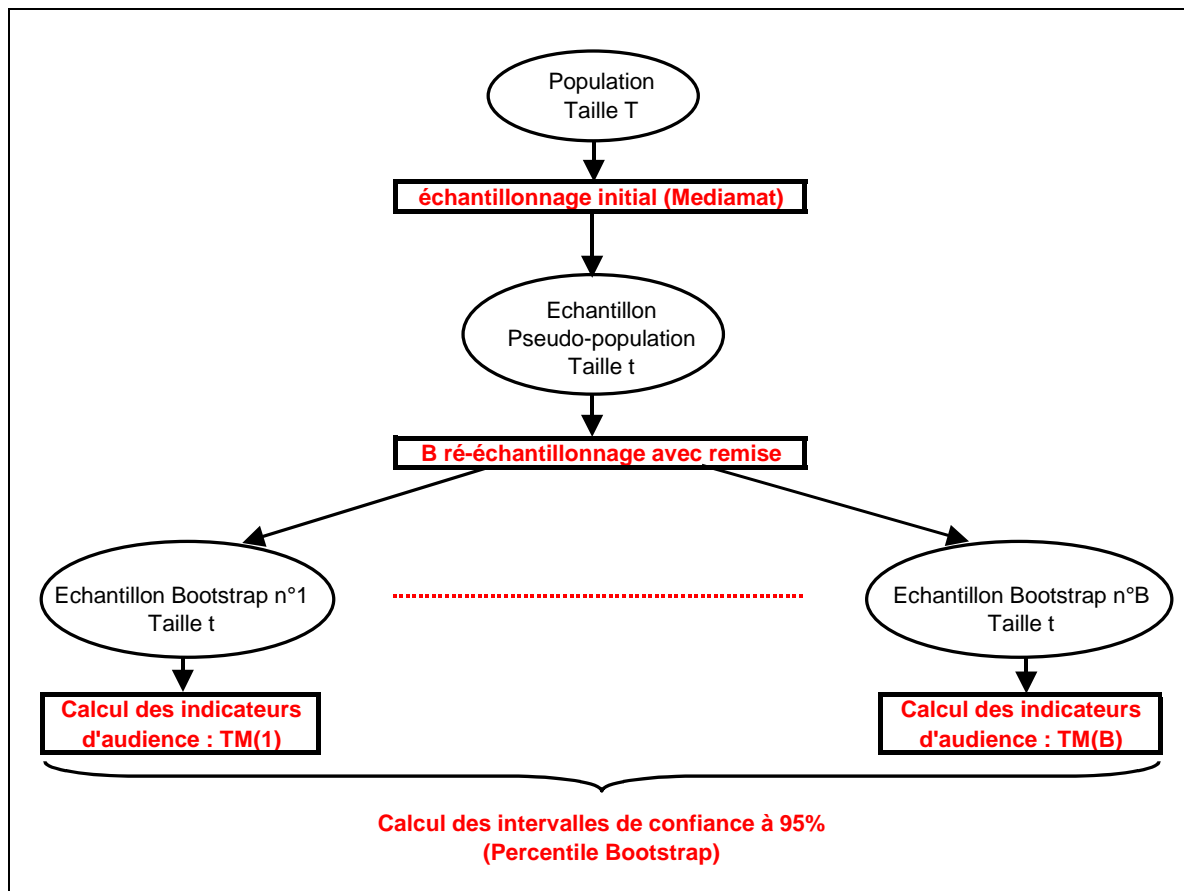 Population
Taille T
échantillonnage initial (Mediamat)
Echantillon
Pseudo-population
Taille t
B ré-échantillonnage avec remise
Echantillon Bootstrap n°1
Taille t
Echantillon Bootstrap n°B
Taille t
Calcul des indicateurs
d'audience : TM(1)
Calcul des indicateurs
d'audience : TM(B)
Calcul des intervalles de confiance à 95%
(Percentile Bootstrap)